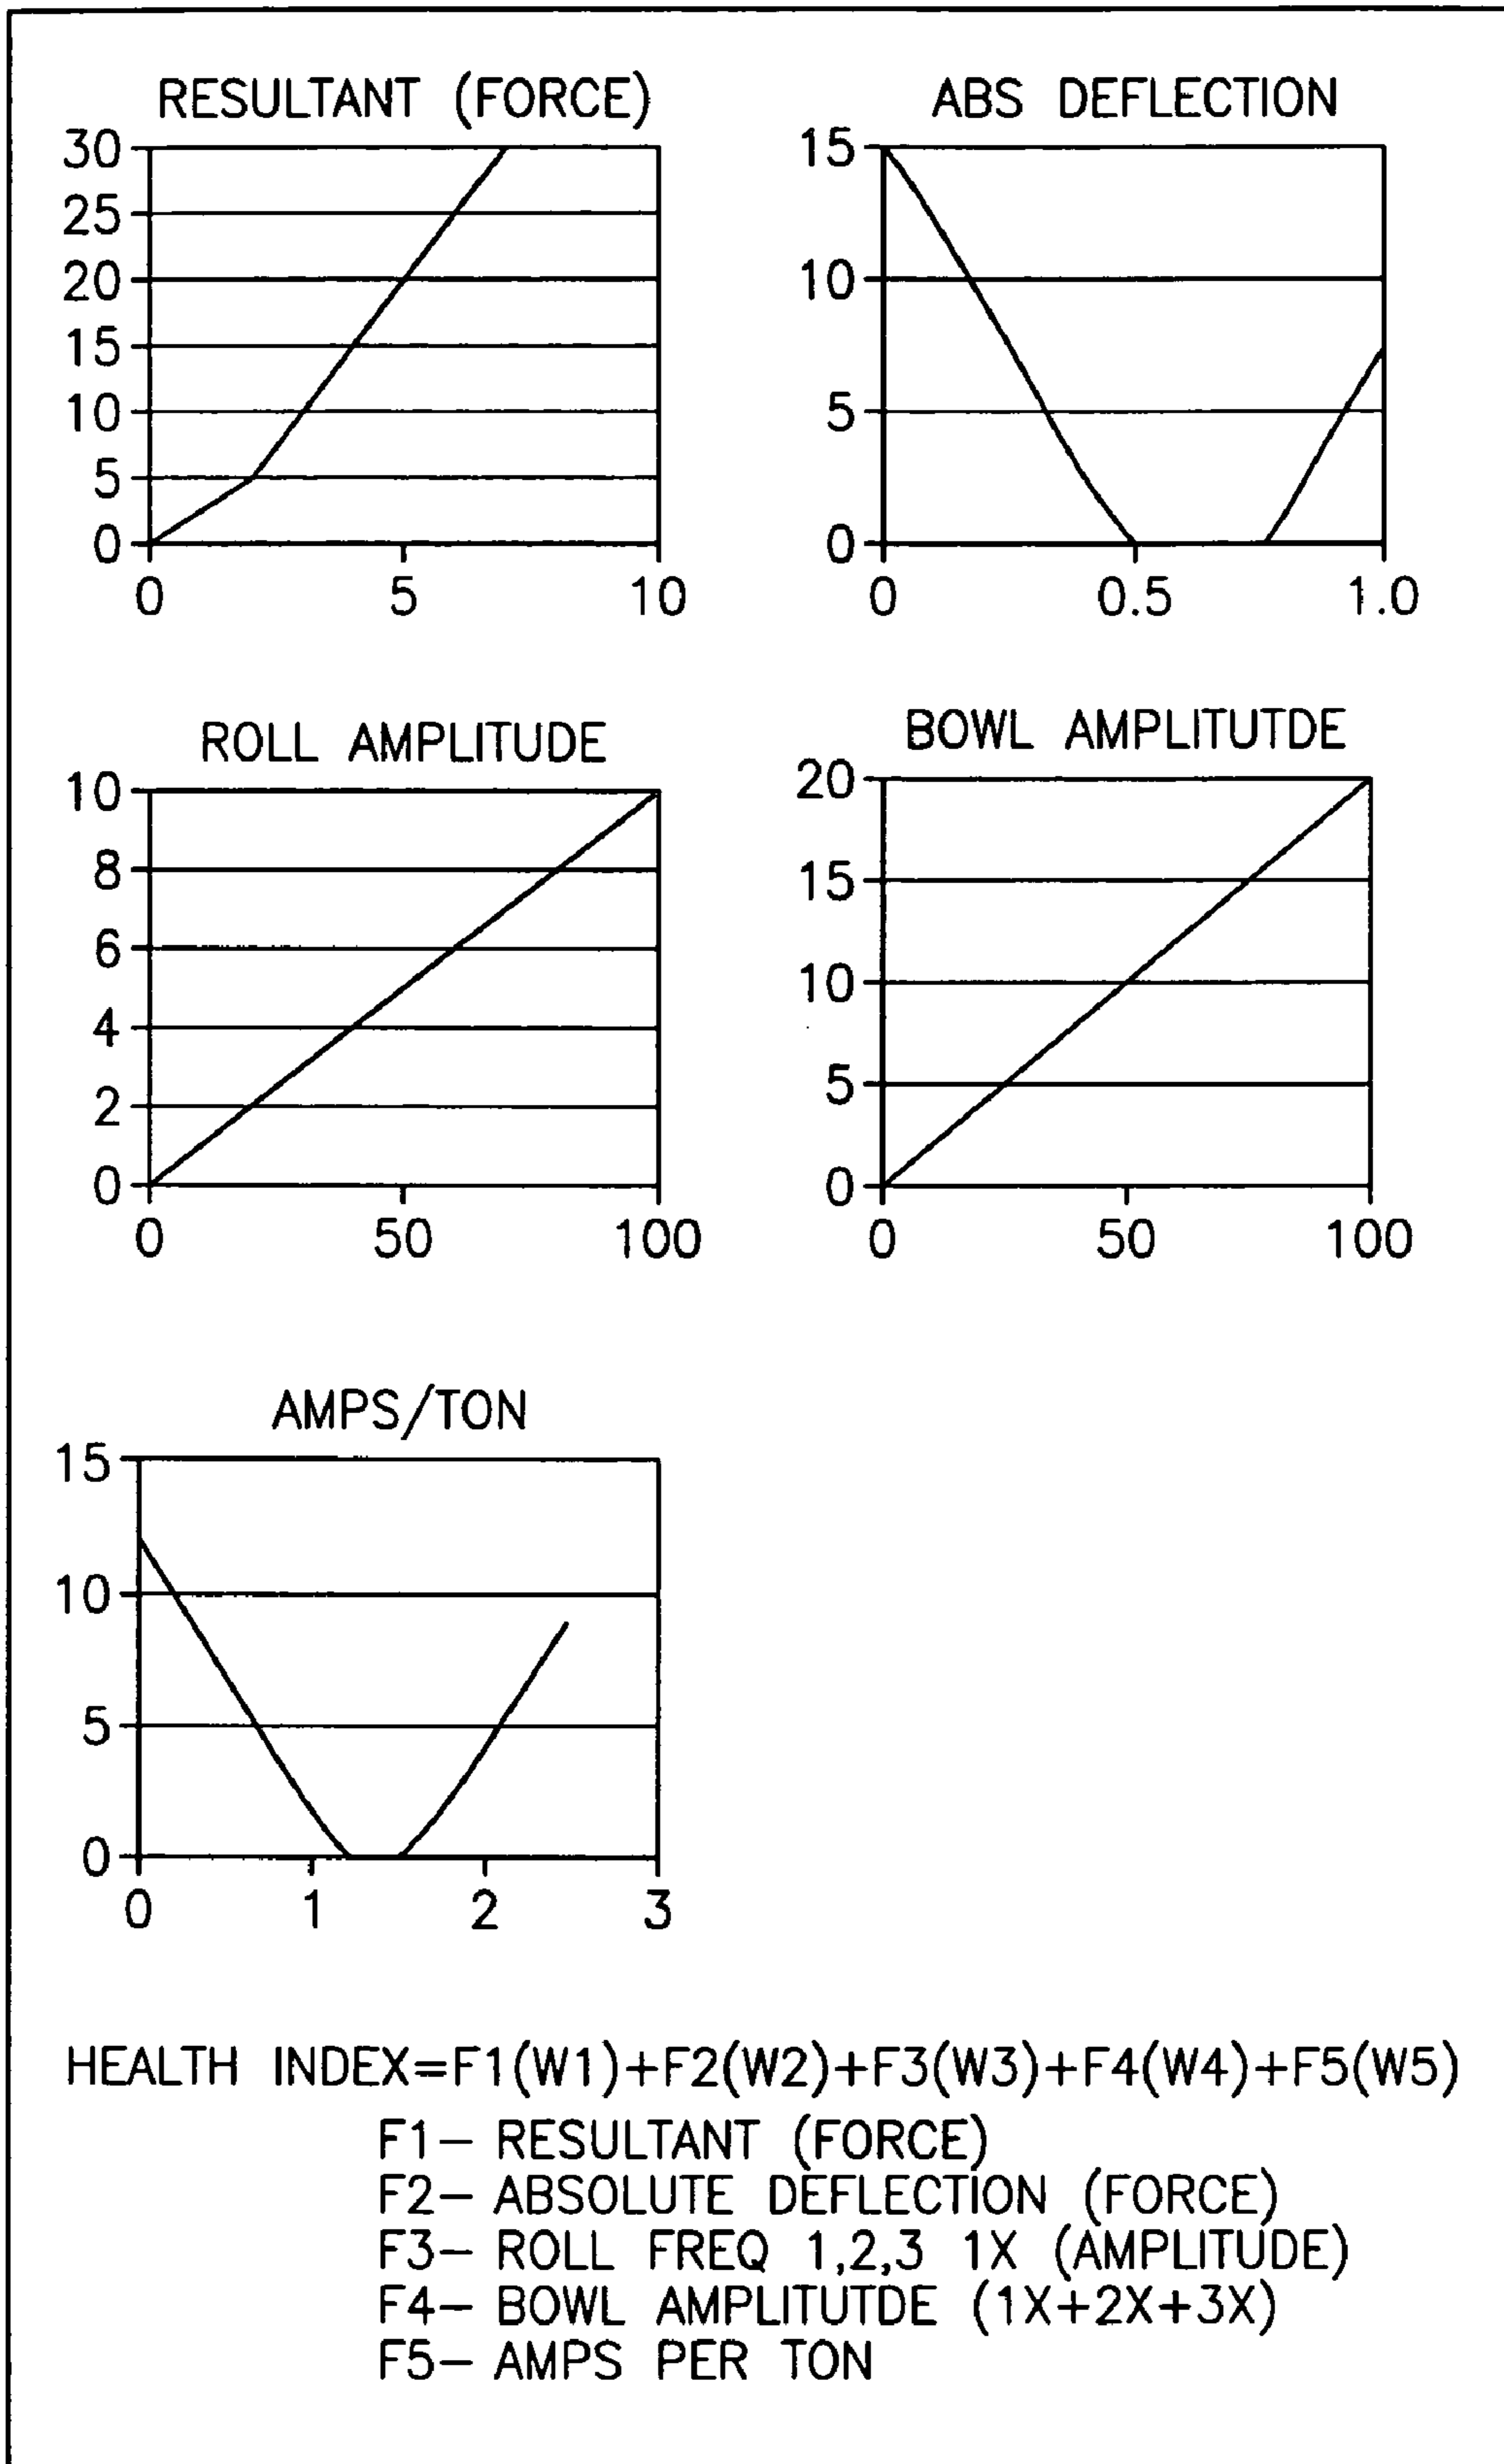 RESULTANT (FORCE)
30
25
20
15
10
5
0
0 5 10
ABS DEFLECTION
15
10
5
0
0 0.5 1.0
ROLL AMPLITUDE
10
8
6
4
2
0
0 50 100
BOWL AMPLITUTDE
20
15
10
5
0
0 50 100
AMPS/TON
15
10
5
0
0 1 2 3
HEALTH INDEX=F1(W1)+F2(W2)+F3(W3)+F4(W4)+F5(W5)
F1— RESULTANT (FORCE)
F2— ABSOLUTE DEFLECTION (FORCE)
F3— ROLL FREQ 1,2,3 1X (AMPLITUDE)
F4— BOWL AMPLITUTDE (1X+2X+3X)
F5— AMPS PER TON